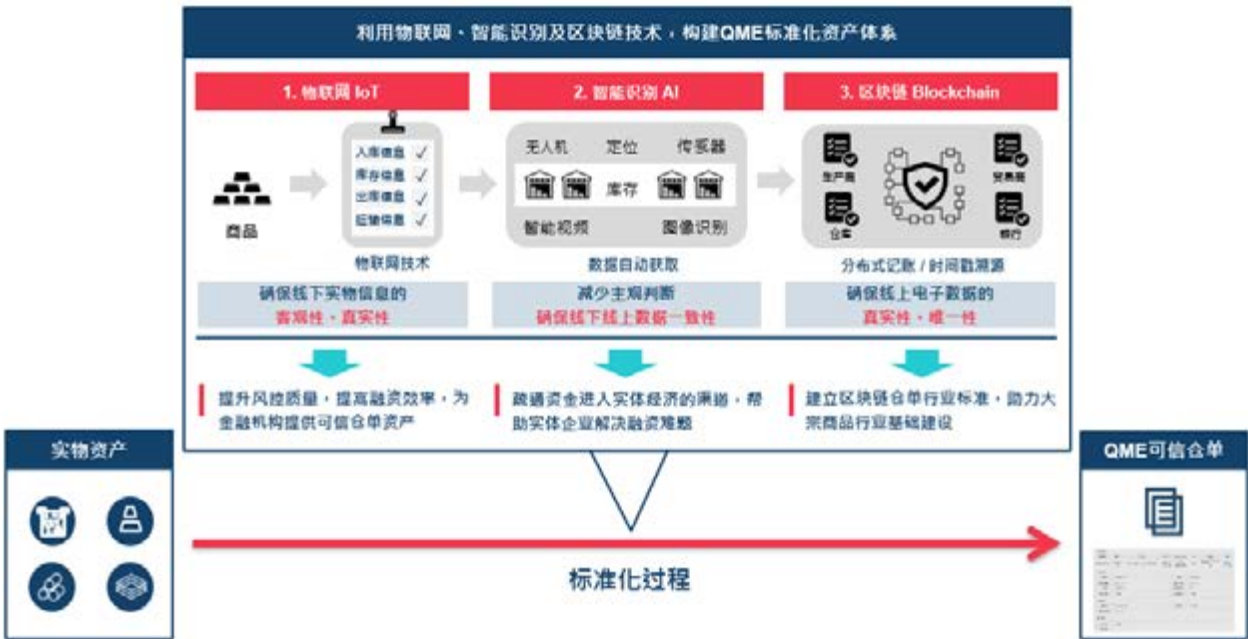 利用物联网、智能识别及区块链技术，构建QME标准化资产体系
1. 物联网 IoT
2. 智能识别 AI
3. 区块链 Blockchain
入库信息 ✓
库存信息 ✓
出库信息 ✓
运输信息 ✓
商品
物联网技术
无人机 定位 传感器
库存
智能视频 图像识别
数据自动获取
生产商
贸易商
仓库
银行
分布式记账 / 时间戳溯源
确保线下实物信息的
客观性、真实性
减少主观判断
确保线下线上数据一致性
确保线上电子数据的
真实性、唯一性
提升风控质量，提高融资效率，为
金融机构提供可信仓单资产
疏通资金进入实体经济的渠道，帮
助实体企业解决融资难题
建立区块链仓单行业标准，助力大
宗商品行业基础建设
实物资产
QME可信仓单
标准化过程